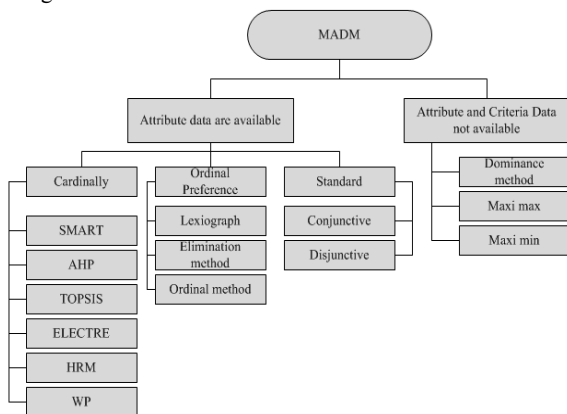 MADM
Attribute data are available
Attribute and Criteria Data
not available
Cardinally
Ordinal
Preference
Standard
Dominance
method
SMART
Lexiograph
Conjunctive
Maxi max
AHP
Elimination
method
Disjunctive
Maxi min
TOPSIS
Ordinal method
ELECTRE
HRM
WP